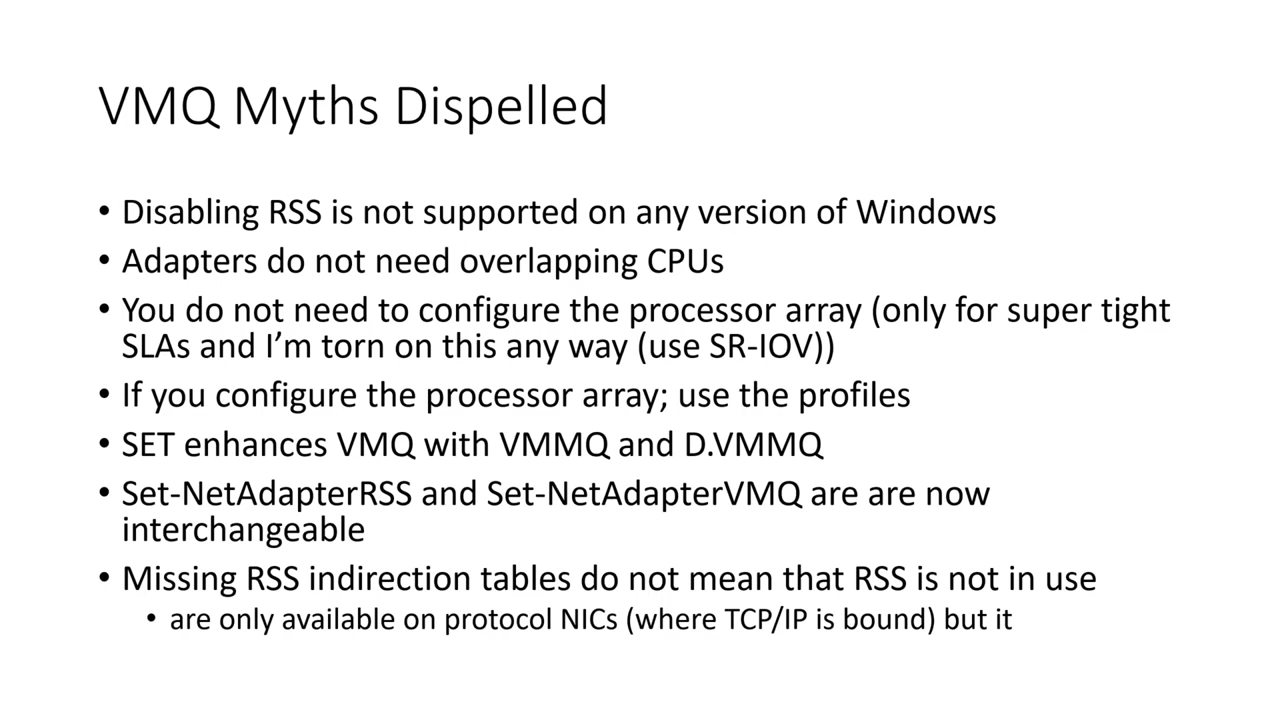 VMQ Myths Dispelled
• Disabling RSS is not supported on any version of Windows
• Adapters do not need overlapping CPUs
• You do not need to configure the processor array (only for super tight
SLAs and I'm torn on this any way (use SR-IOV))
• If you configure the processor array; use the profiles
• SET enhances VMQ with VMMQ and D.VMMQ
• Set-NetAdapterRSS and Set-NetAdapterVMQ are are now
interchangeable
• Missing RSS indirection tables do not mean that RSS is not in use
• are only available on protocol NICs (where TCP/IP is bound) but it